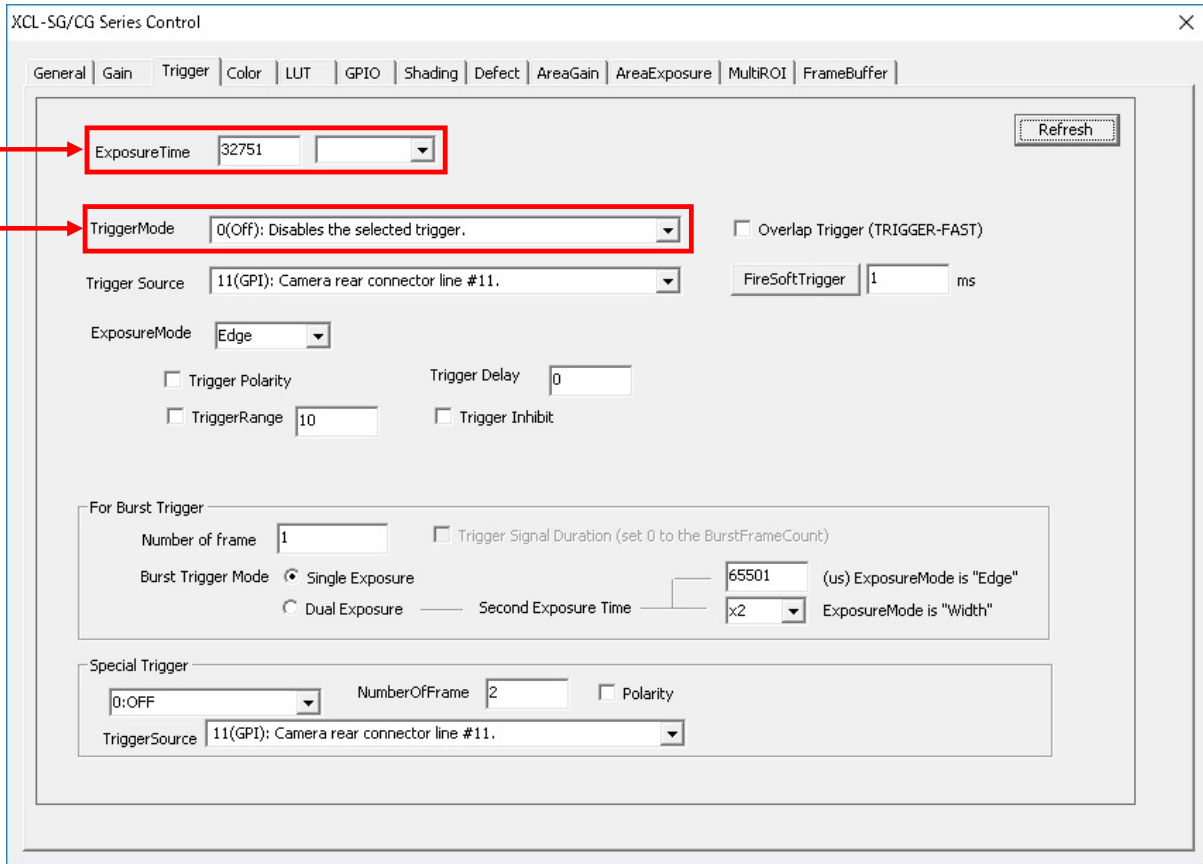 XCL-SG/CG Series Control
General Gain Trigger Color LUT GPIO Shading Defect AreaGain AreaExposure MultiROI FrameBuffer
Refresh
ExposureTime 32751
TriggerMode 0(Off): Disables the selected trigger. Overlap Trigger (TRIGGER-FAST)
Trigger Source 11(GPI): Camera rear connector line #11. FireSoftTrigger 1 ms
ExposureMode Edge
Trigger Polarity Trigger Delay 0
TriggerRange 10 Trigger Inhibit
For Burst Trigger
Number of frame 1 Trigger Signal Duration (set 0 to the BurstFrameCount)
Burst Trigger Mode Single Exposure 65501 (us) ExposureMode is "Edge"
Dual Exposure Second Exposure Time x2 ExposureMode is "Width"
Special Trigger
0:OFF NumberOfFrame 2 Polarity
TriggerSource 11(GPI): Camera rear connector line #11.